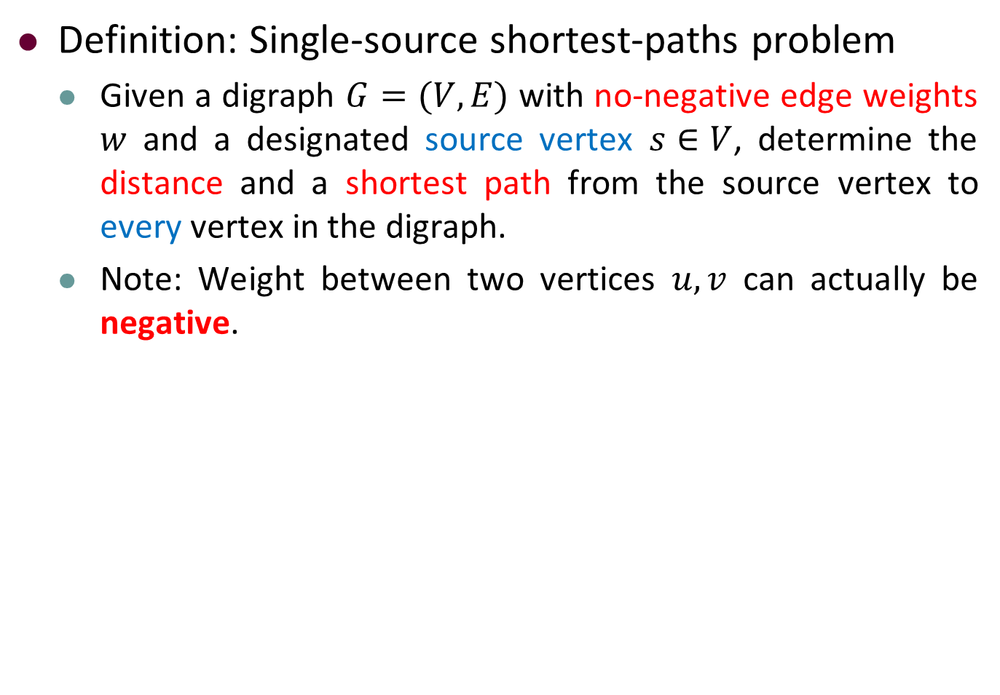 ● Definition: Single-source shortest-paths problem
● Given a digraph G = (V, E) with no-negative edge weights
w and a designated source vertex s ∈ V, determine the
distance and a shortest path from the source vertex to
every vertex in the digraph.
● Note: Weight between two vertices u, v can actually be
negative.